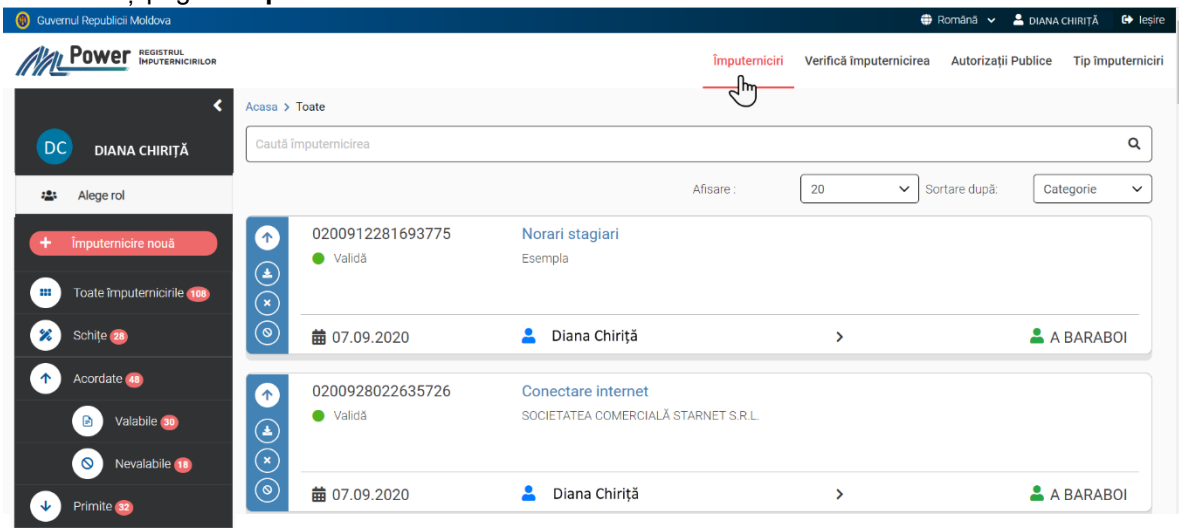 Guvernul Republicii Moldova
Română
DIANA CHIRIȚĂ
Ieșire
Power REGISTRUL ÎMPUTERNICIRILOR
Împuterniciri
Verifică împuternicirea
Autorizații Publice
Tip împuterniciri
DC DIANA CHIRIȚĂ
Alege rol
+ Împuternicire nouă
Toate împuternicirile 108
Schițe 28
Acordate 48
Valabile 30
Nevalabile 18
Primite 32
Acasa > Toate
Caută împuternicirea
Afisare : 20 Sortare după: Categorie
0200912281693775 Norari stagiari
Validă Esempla
07.09.2020 Diana Chiriță > A BARABOI
0200928022635726 Conectare internet
Validă SOCIETATEA COMERCIALĂ STARNET S.R.L.
07.09.2020 Diana Chiriță > A BARABOI